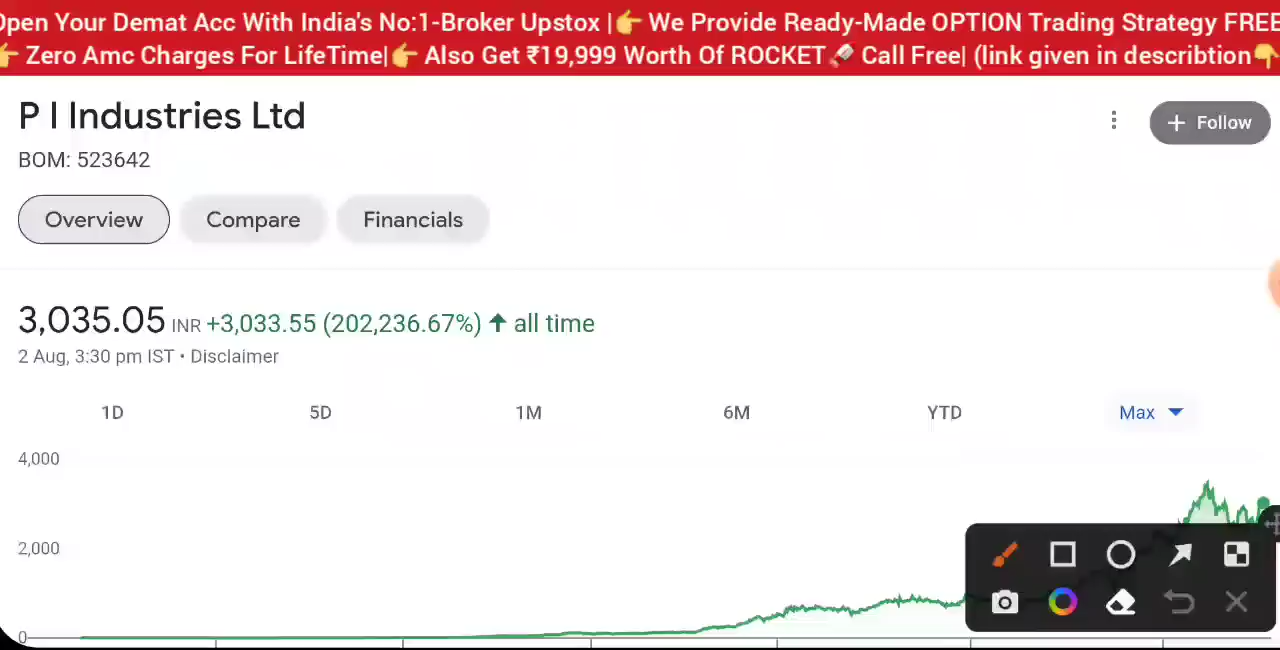 Open Your Demat Acc With India's No:1-Broker Upstox |👉 We Provide Ready-Made OPTION Trading Strategy FREE
👉 Zero Amc Charges For LifeTime|👉 Also Get ₹19,999 Worth Of ROCKET🚀 Call Free| (link given in describtion👇
P I Industries Ltd
+ Follow
BOM: 523642
Overview Compare Financials
3,035.05 INR +3,033.55 (202,236.67%) ↑ all time
2 Aug, 3:30 pm IST • Disclaimer
1D 5D 1M 6M YTD Max
4,000
2,000
0